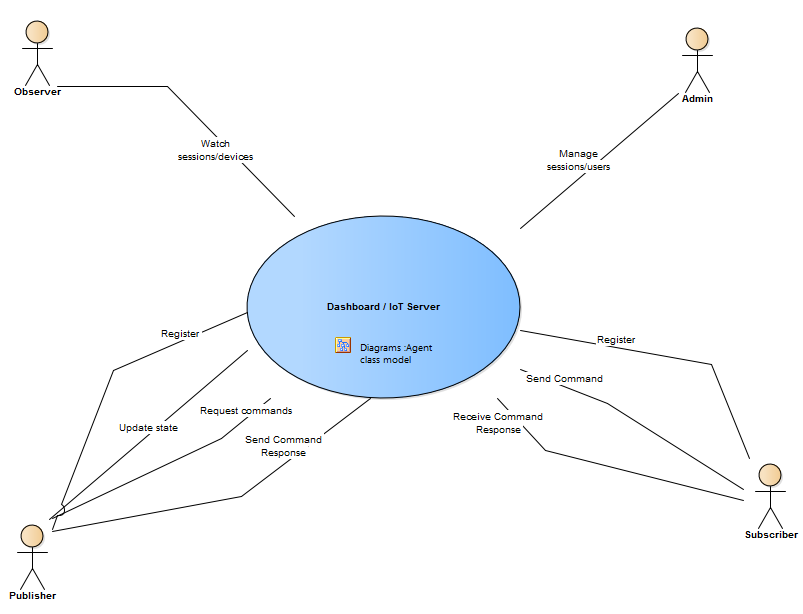 Observer
Admin
Watch
sessions/devices
Manage
sessions/users
Dashboard / IoT Server
Diagrams :Agent
class model
Register
Update state
Request commands
Send Command
Response
Register
Send Command
Receive Command
Response
Subscriber
Publisher